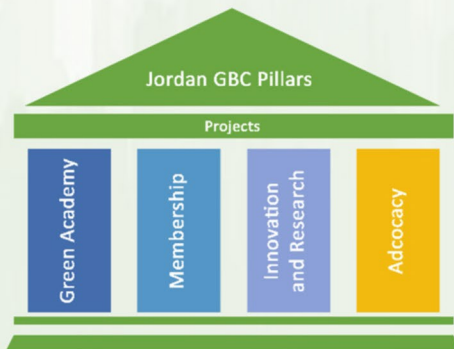 Jordan GBC Pillars
Projects
Green Academy
Membership
Innovation
and Research
Adcocacy